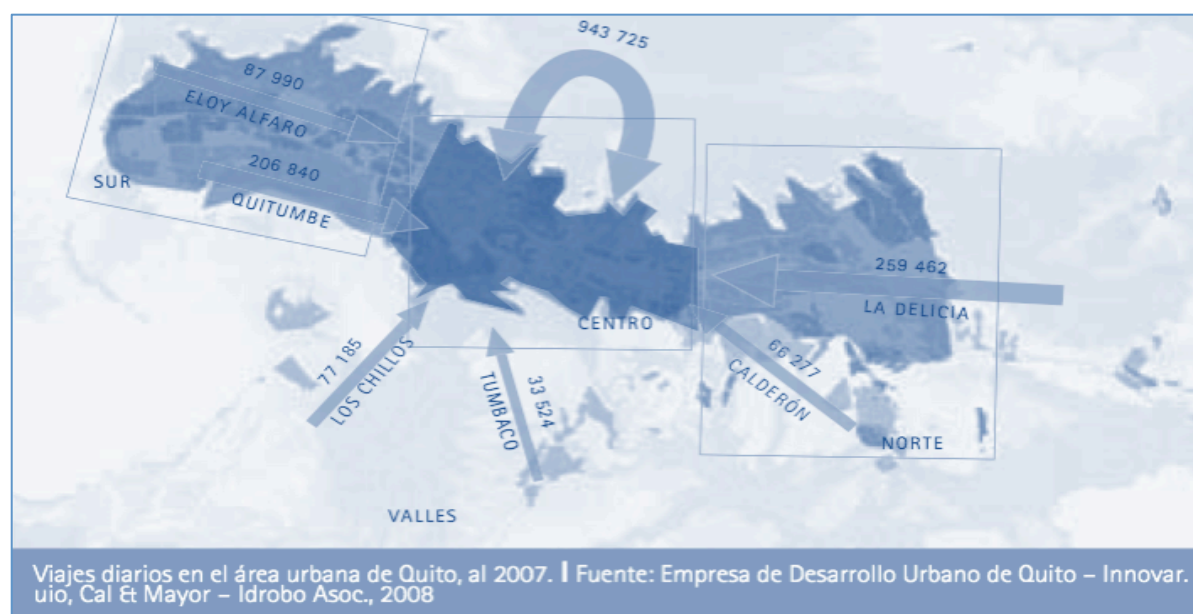 943 725
87 990
ELOY ALFARO
206 840
SUR
QUITUMBE
259 462
LA DELICIA
CENTRO
77 185
LOS CHILLOS
TUMBACO
33 524
66 277
CALDERÓN
NORTE
VALLES
Viajes diarios en el área urbana de Quito, al 2007. I Fuente: Empresa de Desarrollo Urbano de Quito – Innovar.
uio, Cal & Mayor – Idrobo Asoc., 2008